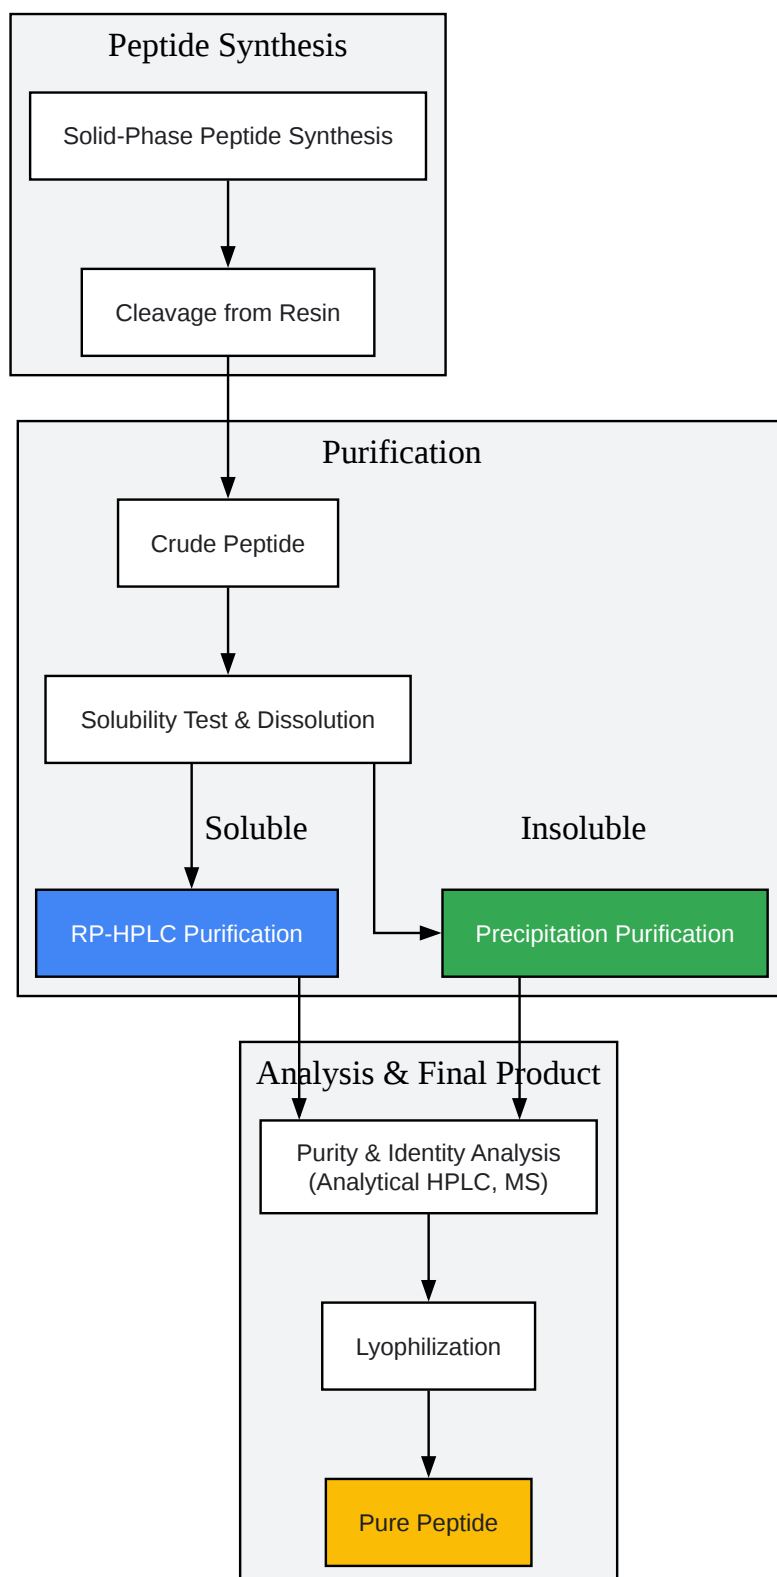 Peptide Synthesis
Solid-Phase Peptide Synthesis
Cleavage from Resin
Purification
Crude Peptide
Solubility Test & Dissolution
Soluble
Insoluble
RP-HPLC Purification
Precipitation Purification
Analysis & Final Product
Purity & Identity Analysis
(Analytical HPLC, MS)
Lyophilization
Pure Peptide